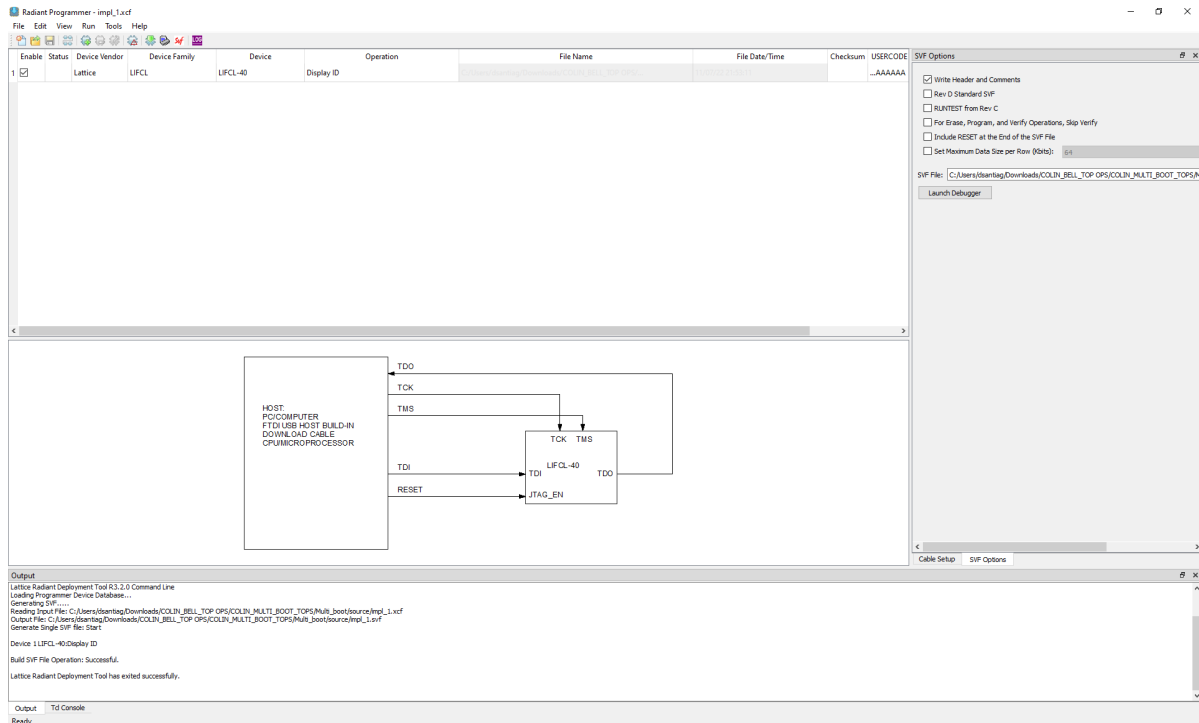 Radiant Programmer - impl_1.xcf
File Edit View Run Tools Help
Enable Status Device Vendor Device Family Device Operation File Name File Date/Time Checksum USERCODE
1 Lattice LIFCL LIFCL-40 Display ID ...AAAAAA
SVF Options
Write Header and Comments
Rev D Standard SVF
RUNTEST from Rev C
For Erase, Program, and Verify Operations, Skip Verify
Include RESET at the End of the SVF File
Set Maximum Data Size per Row (Kbits): 64
SVF File: C:/Users/dsantiag/Downloads/COLIN_BELL_TOP OPS/COLIN_MULTI_BOOT_TOPS/M
Launch Debugger
Cable Setup SVF Options
HOST:
PC/COMPUTER
FTDI USB HOST BUILD-IN
DOWNLOAD CABLE
CPU/MICROPROCESSOR
TDO
TCK
TMS
TDI
RESET
TCK TMS
LIFCL-40
TDI TDO
JTAG_EN
Output
Lattice Radiant Deployment Tool R3.2.0 Command Line
Loading Programmer Device Database...
Generating SVF.....
Reading Input File: C:/Users/dsantiag/Downloads/COLIN_BELL_TOP OPS/COLIN_MULTI_BOOT_TOPS/Multi_boot/source/impl_1.xcf
Output File: C:/Users/dsantiag/Downloads/COLIN_BELL_TOP OPS/COLIN_MULTI_BOOT_TOPS/Multi_boot/source/impl_1.svf
Generate Single SVF file: Start
Device 1 LIFCL-40:Display ID
Build SVF File Operation: Successful.
Lattice Radiant Deployment Tool has exited successfully.
Output Tcl Console
Ready